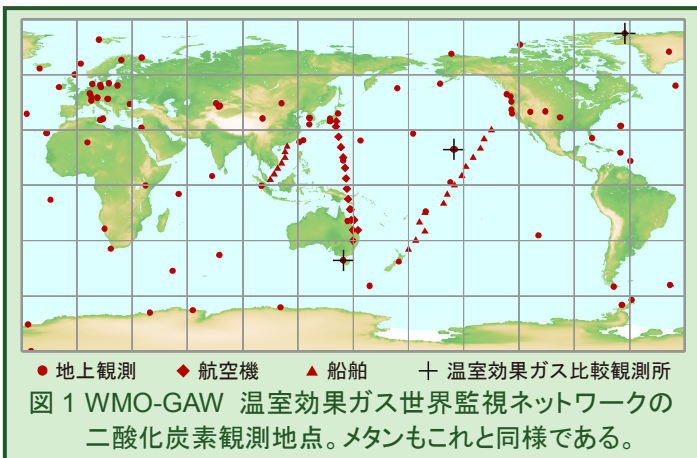 ● 地上観測 ◆ 航空機 ▲ 船舶 + 温室効果ガス比較観測所
図 1 WMO-GAW 温室効果ガス世界監視ネットワークの
二酸化炭素観測地点。メタンもこれと同様である。